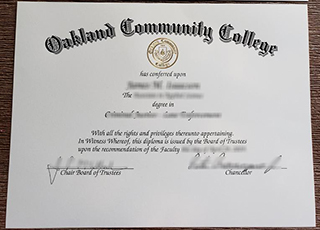 Oakland Community College
has conferred upon
The
degree in
Criminal Justice - Law Enforcement
With all the rights and privileges thereunto appertaining.
In Witness Whereof, this diploma is issued by the Board of Trustees
upon the recommendation of the Faculty
Chair Board of Trustees
Chancellor